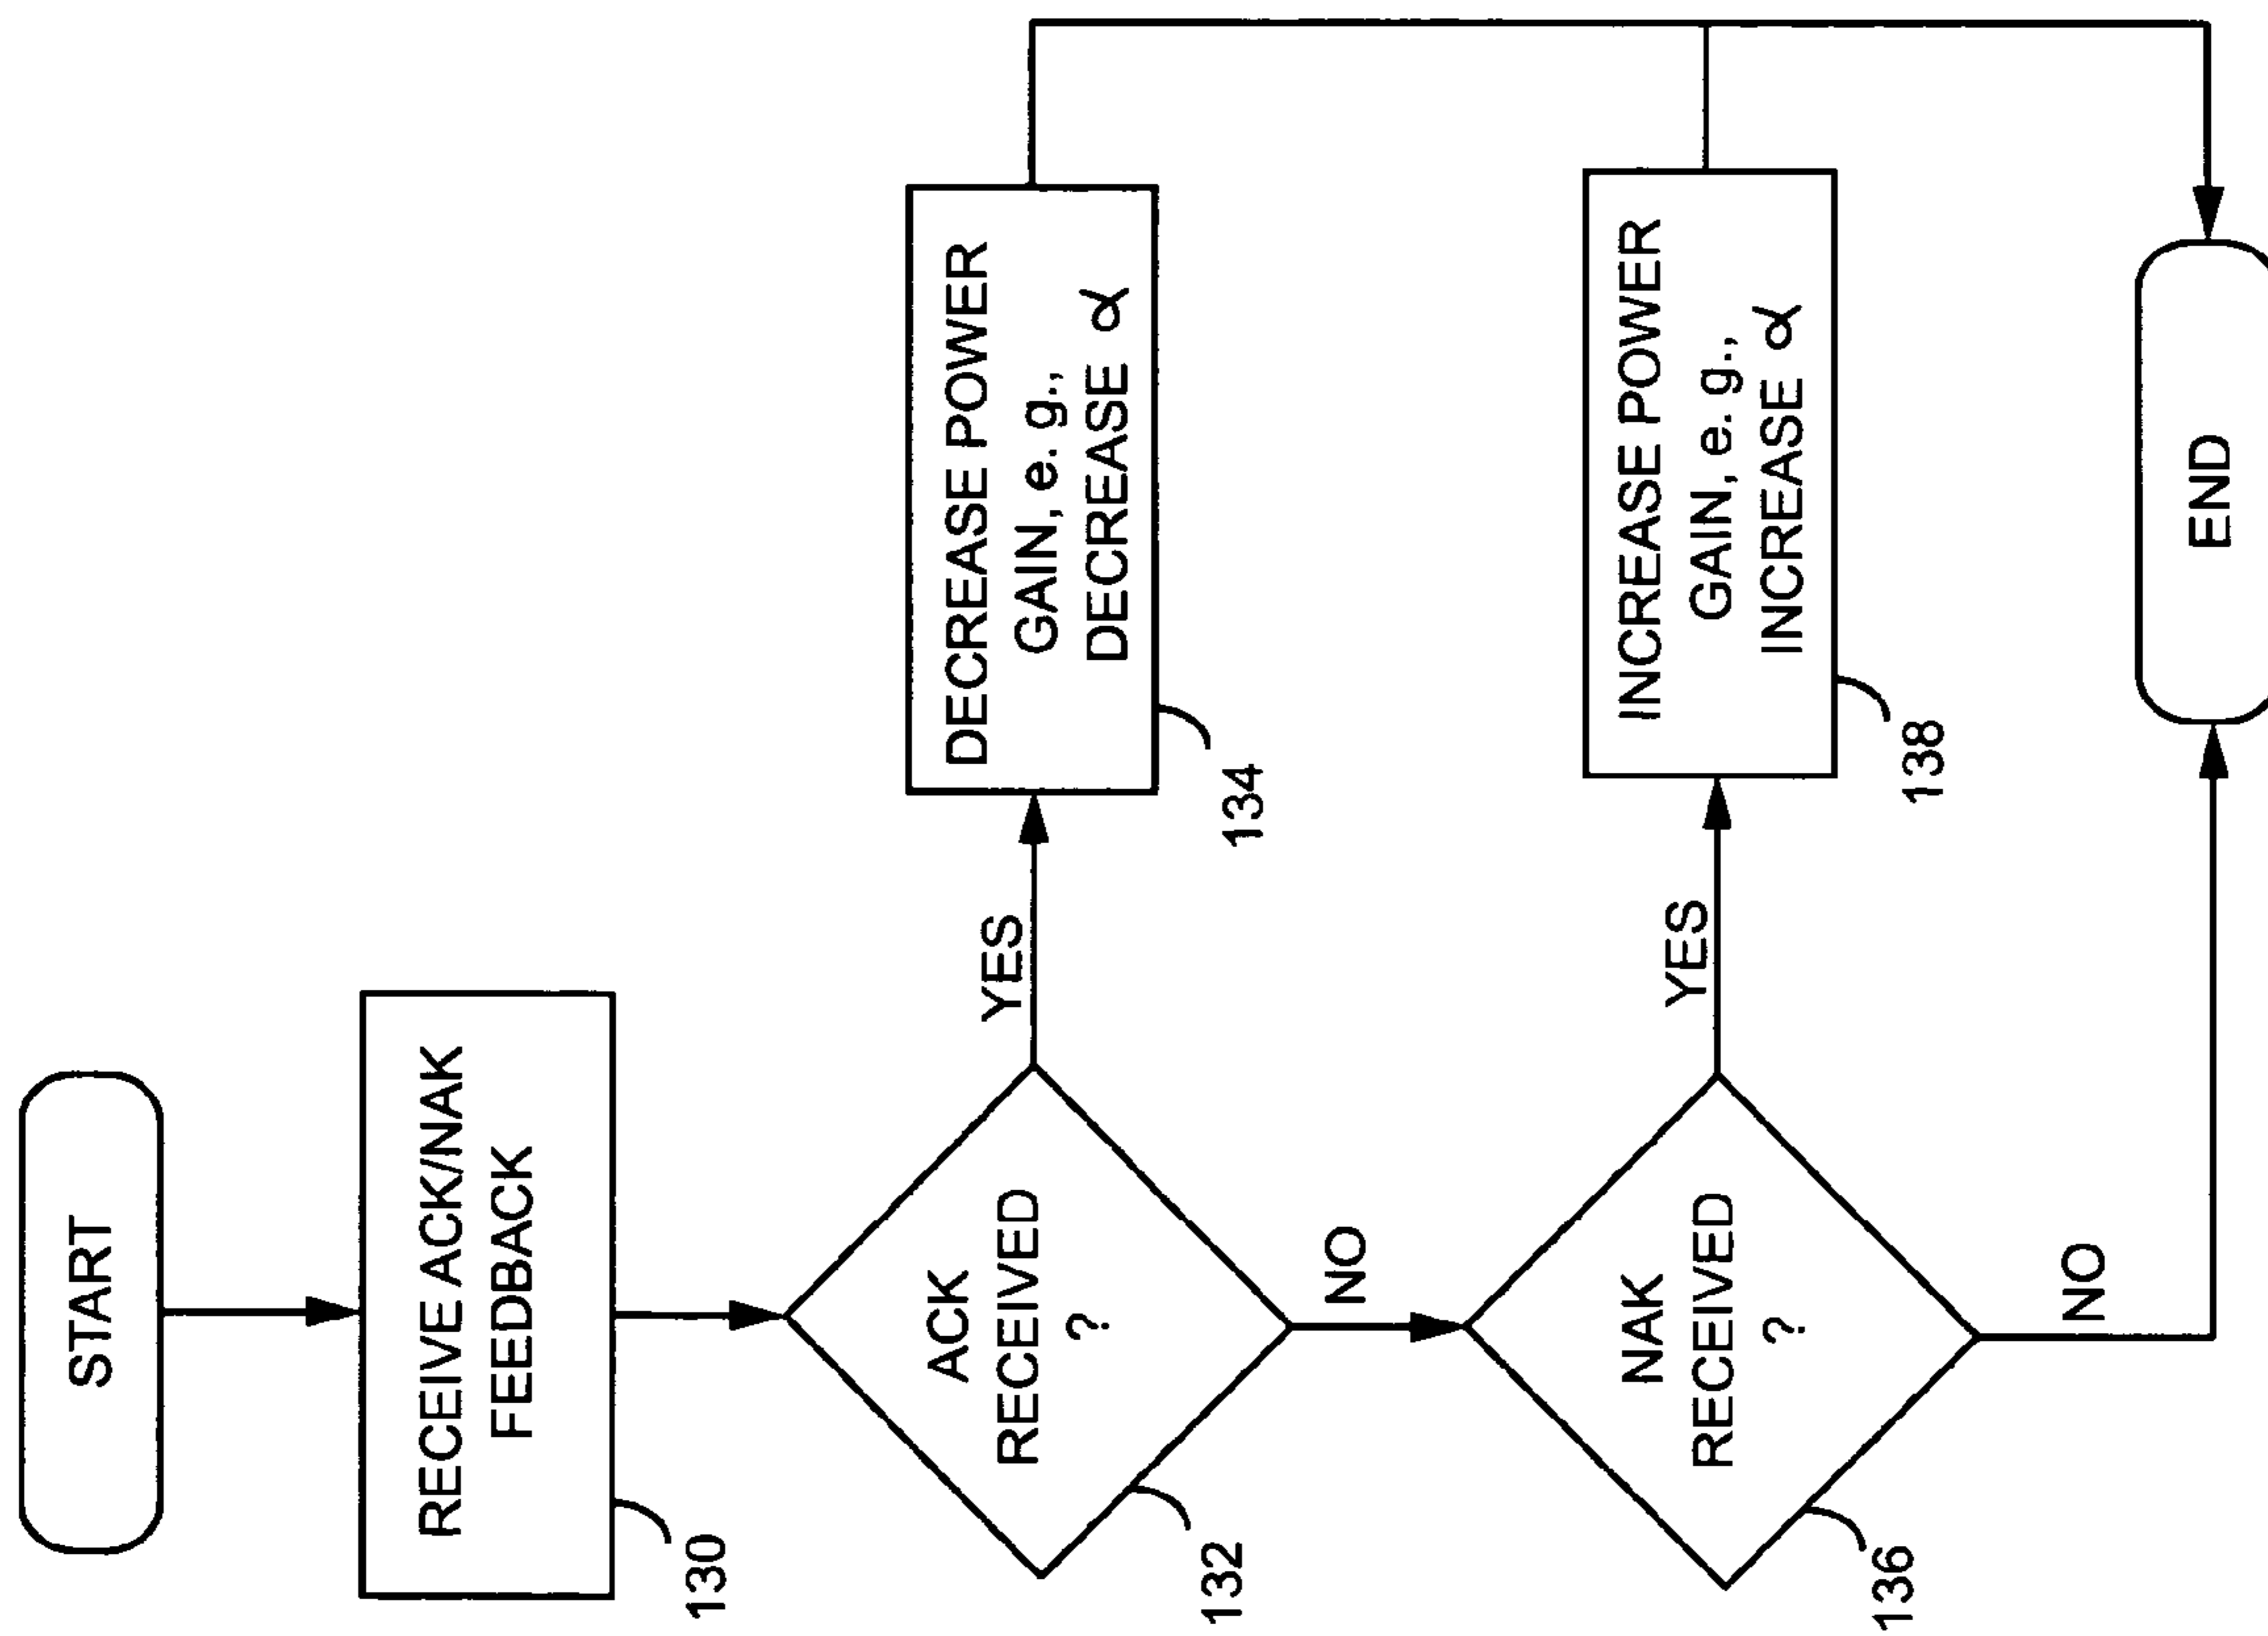 START
RECEIVE ACK/NAK
FEEDBACK
130
ACK
RECEIVED
?
132
YES
DECREASE POWER
GAIN, e. g.,
DECREASE α
134
NO
NAK
RECEIVED
?
136
YES
INCREASE POWER
GAIN, e. g.,
INCREASE α
138
NO
END